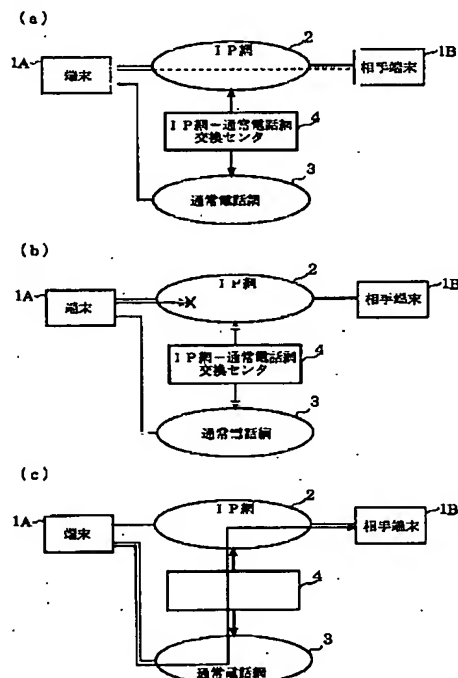 (a)
2
1A
端末
IP網
1B
相手端末
4
IP網−通常電話網
交換センタ
3
通常電話網
(b)
2
1A
端末
IP網
1B
相手端末
4
IP網−通常電話網
交換センタ
3
通常電話網
(c)
2
1A
端末
IP網
1B
相手端末
4
3
通常電話網